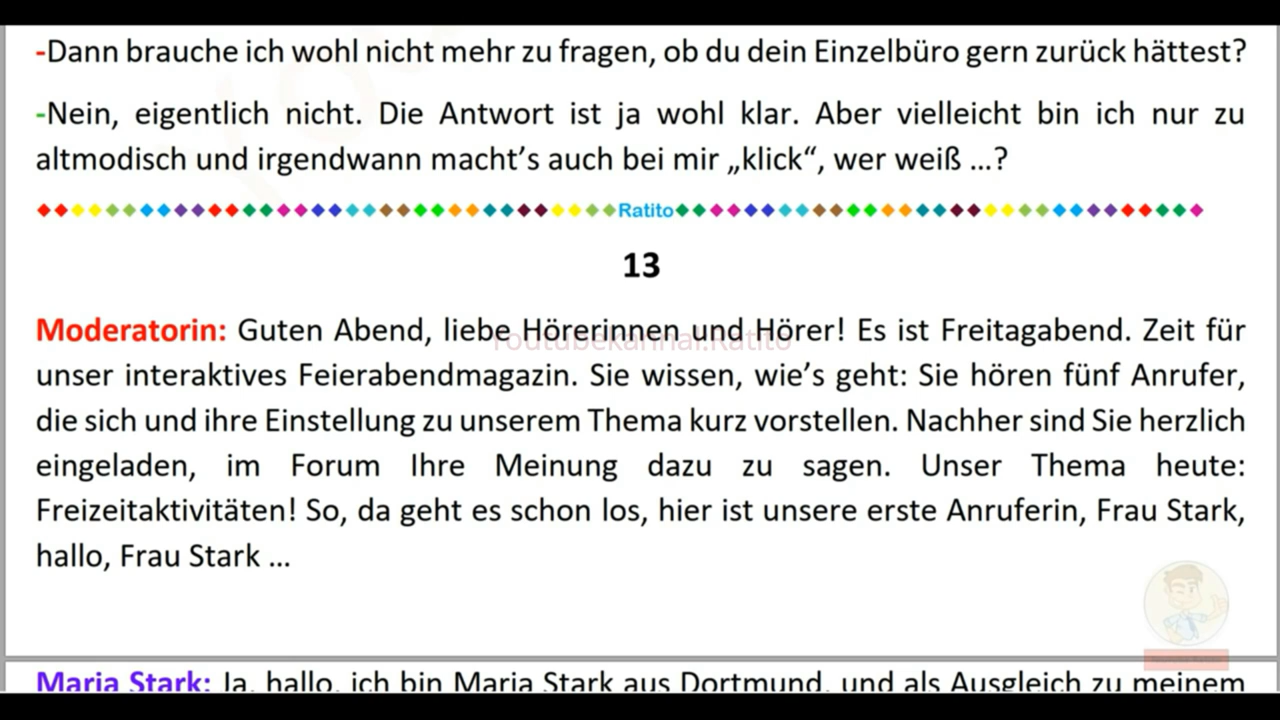 -Dann brauche ich wohl nicht mehr zu fragen, ob du dein Einzelbüro gern zurück hättest?
-Nein, eigentlich nicht. Die Antwort ist ja wohl klar. Aber vielleicht bin ich nur zu
altmodisch und irgendwann macht’s auch bei mir „klick“, wer weiß …?
Ratito
13
Moderatorin: Guten Abend, liebe Hörerinnen und Hörer! Es ist Freitagabend. Zeit für
Youtubekannal.Ratito
unser interaktives Feierabendmagazin. Sie wissen, wie’s geht: Sie hören fünf Anrufer,
die sich und ihre Einstellung zu unserem Thema kurz vorstellen. Nachher sind Sie herzlich
eingeladen, im Forum Ihre Meinung dazu zu sagen. Unser Thema heute:
Freizeitaktivitäten! So, da geht es schon los, hier ist unsere erste Anruferin, Frau Stark,
hallo, Frau Stark …
Maria Stark: Ja, hallo, ich bin Maria Stark aus Dortmund, und als Ausgleich zu meinem